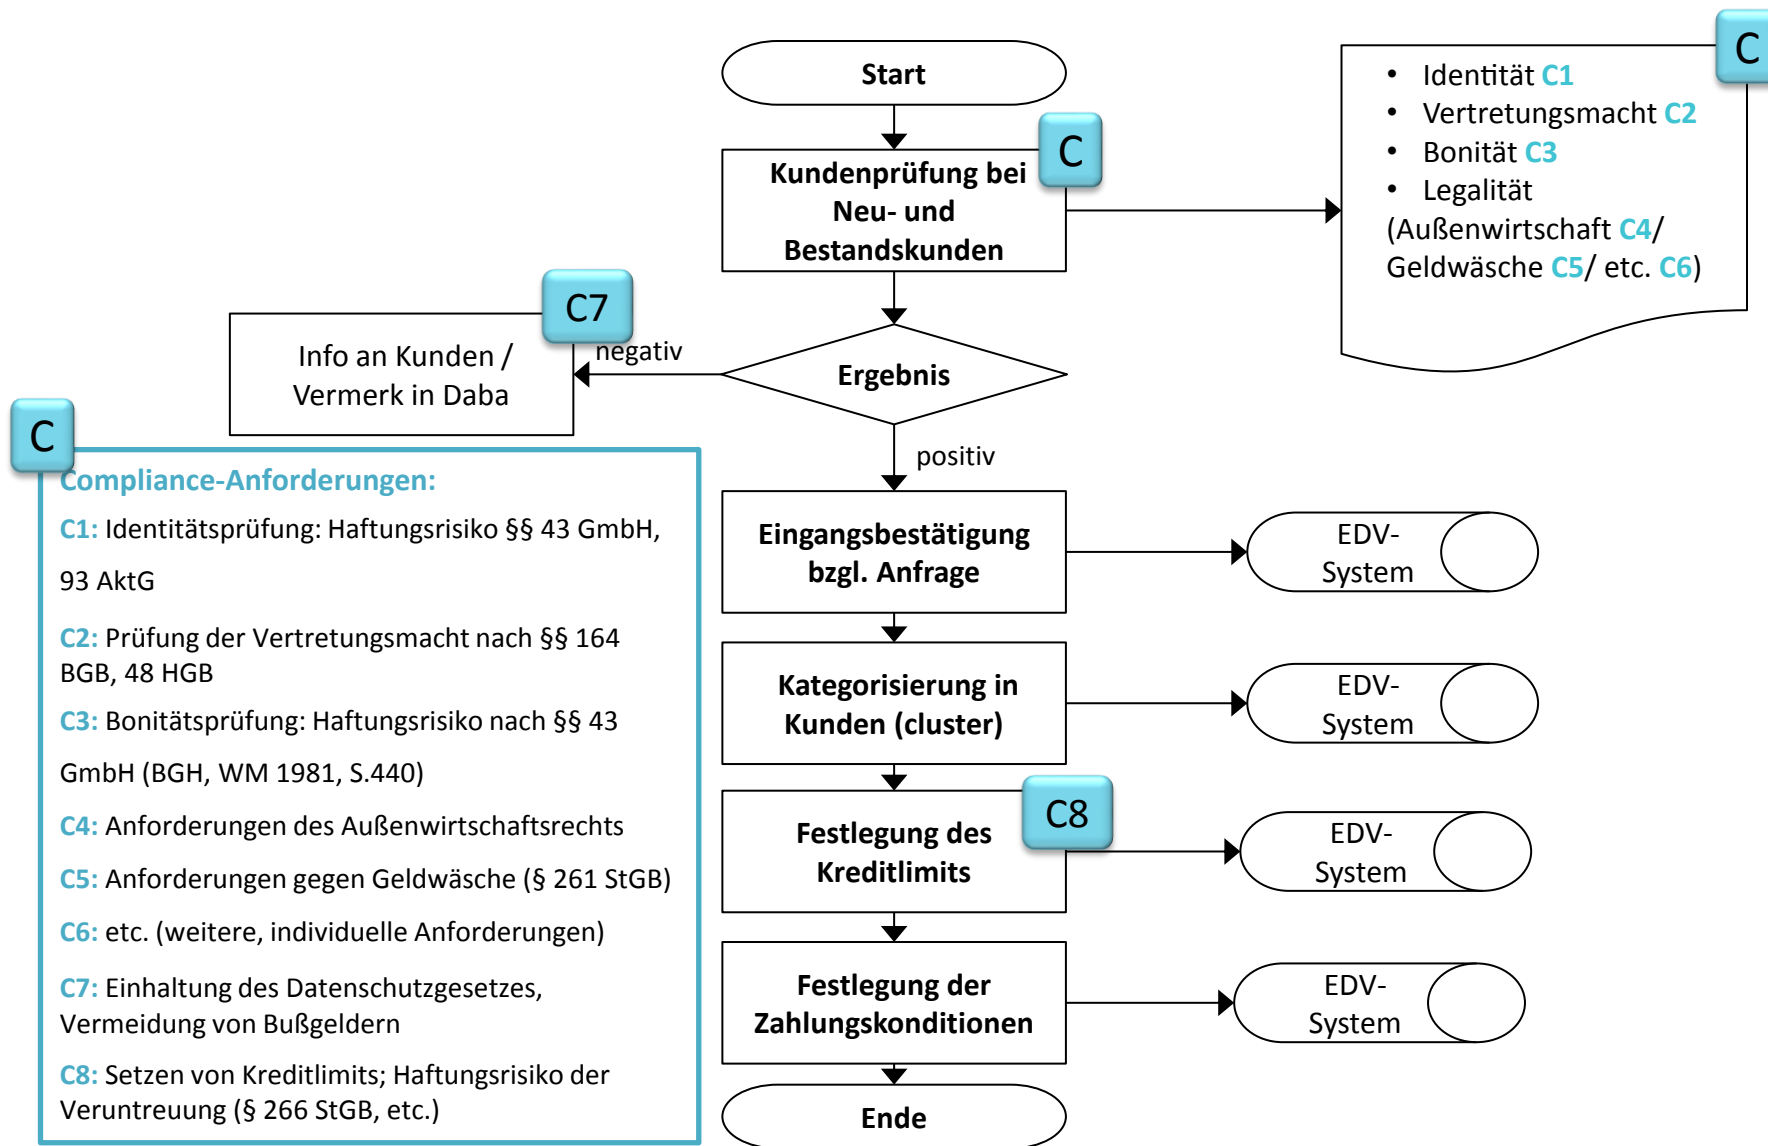 Start
C
Kundenprüfung bei
Neu- und
Bestandskunden
C
• Identität C1
• Vertretungsmacht C2
• Bonität C3
• Legalität
(Außenwirtschaft C4/
Geldwäsche C5/ etc. C6)
C7
Info an Kunden /
Vermerk in Daba
negativ
Ergebnis
positiv
C
Compliance-Anforderungen:
C1: Identitätsprüfung: Haftungsrisiko §§ 43 GmbH,
93 AktG
C2: Prüfung der Vertretungsmacht nach §§ 164
BGB, 48 HGB
C3: Bonitätsprüfung: Haftungsrisiko nach §§ 43
GmbH (BGH, WM 1981, S.440)
C4: Anforderungen des Außenwirtschaftsrechts
C5: Anforderungen gegen Geldwäsche (§ 261 StGB)
C6: etc. (weitere, individuelle Anforderungen)
C7: Einhaltung des Datenschutzgesetzes,
Vermeidung von Bußgeldern
C8: Setzen von Kreditlimits; Haftungsrisiko der
Veruntreuung (§ 266 StGB, etc.)
Eingangsbestätigung
bzgl. Anfrage
EDV-
System
Kategorisierung in
Kunden (cluster)
EDV-
System
C8
Festlegung des
Kreditlimits
EDV-
System
Festlegung der
Zahlungskonditionen
EDV-
System
Ende